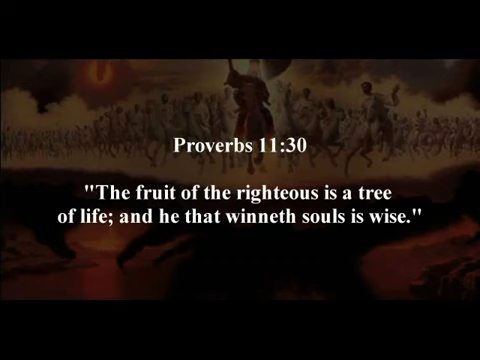 Proverbs 11:30
"The fruit of the righteous is a tree
of life; and he that winneth souls is wise."